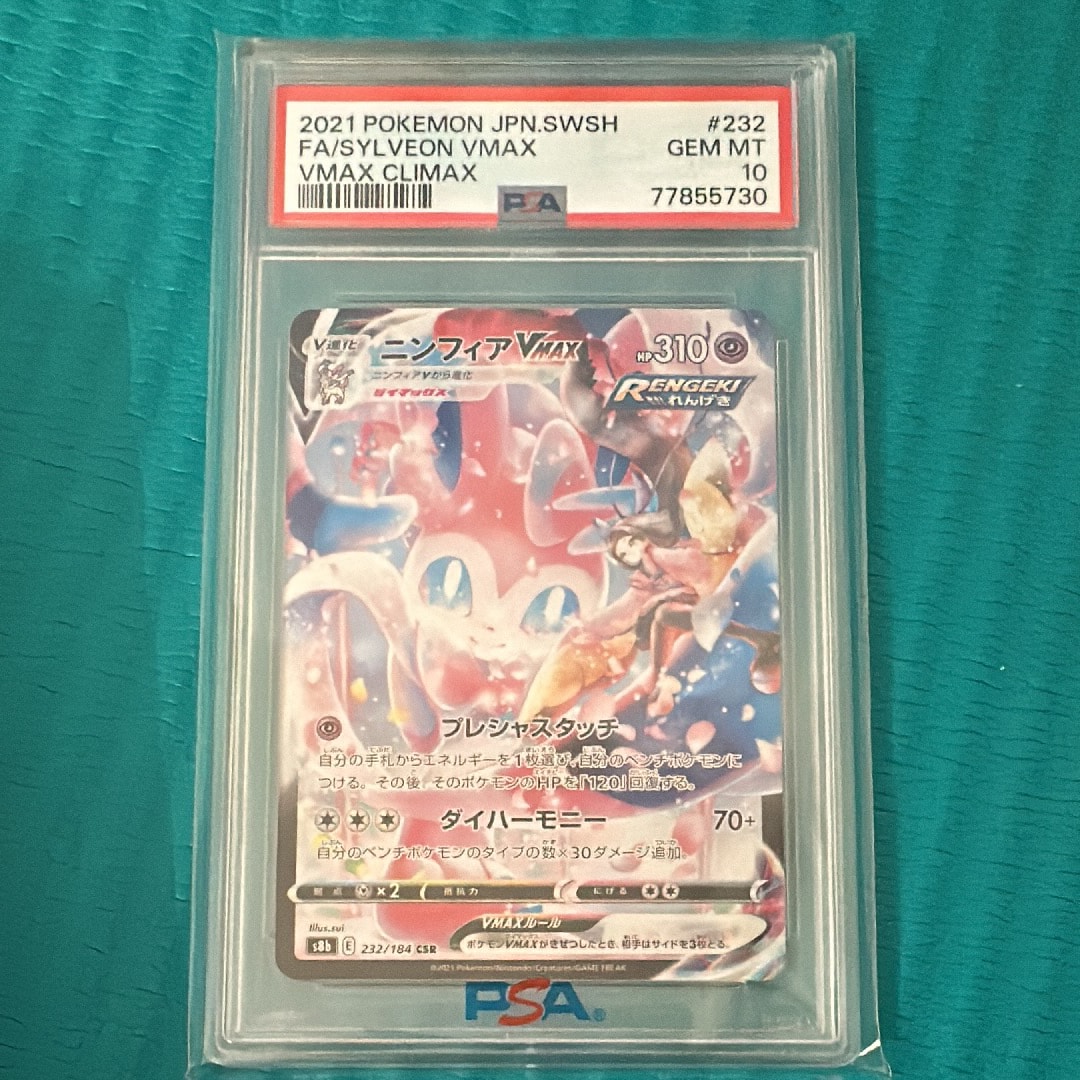 2021 POKEMON JPN.SWSH #232
FA/SYLVEON VMAX GEM MT
VMAX CLIMAX 10
PSA 77855730
V進化 ニンフィアVMAX HP310
ニンフィアVから進化
ダイマックス
RENGEKI
れんげき
プレシャスタッチ
自分の手札からエネルギーを1枚選び、自分のベンチポケモンに
つける。その後、そのポケモンのHPを「120」回復する。
ダイハーモニー 70+
自分のベンチポケモンのタイプの数×30ダメージ追加。
弱点 ×2 抵抗力 にげる
Illus.sui VMAXルール
s8b E 232/184 CSR ポケモンVMAXがきぜつしたとき、相手はサイドを3枚とる。
©2021 Pokémon/Nintendo/Creatures/GAME FREAK
PSA®